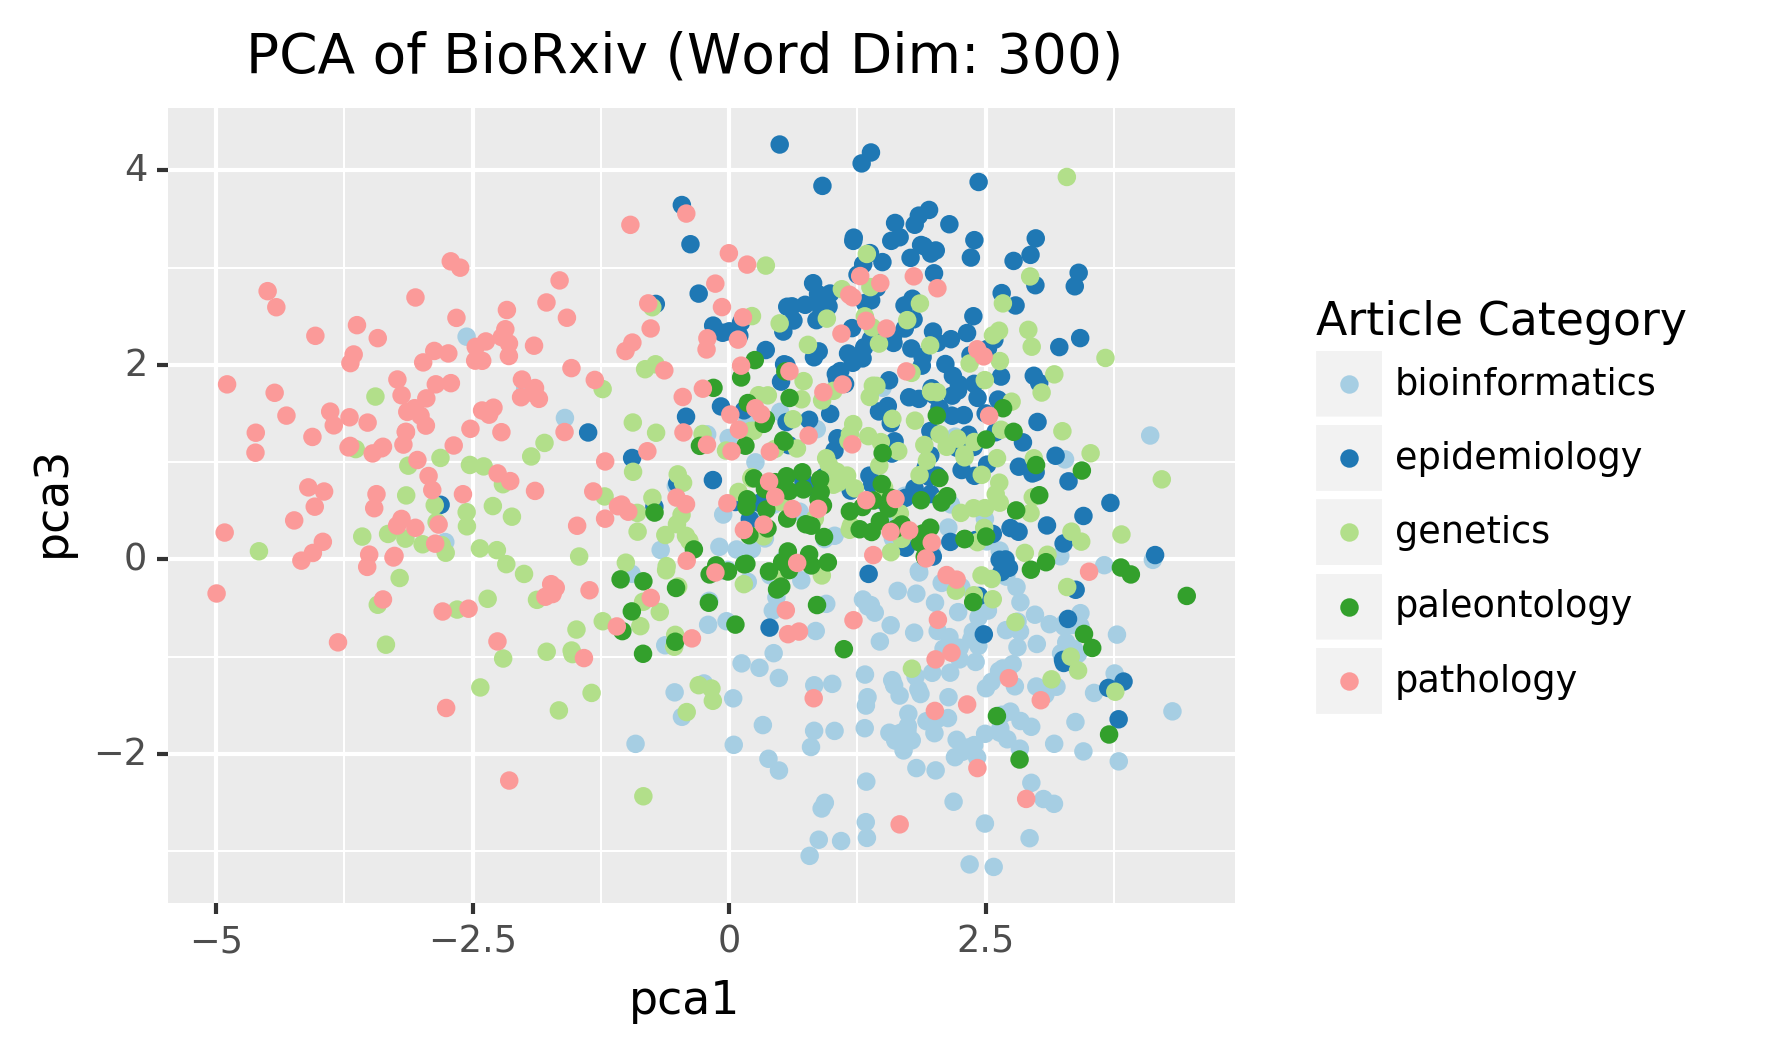 PCA of BioRxiv (Word Dim: 300)
4
2
0
−2
pca3
−5
−2.5
0
2.5
pca1
Article Category
bioinformatics
epidemiology
genetics
paleontology
pathology